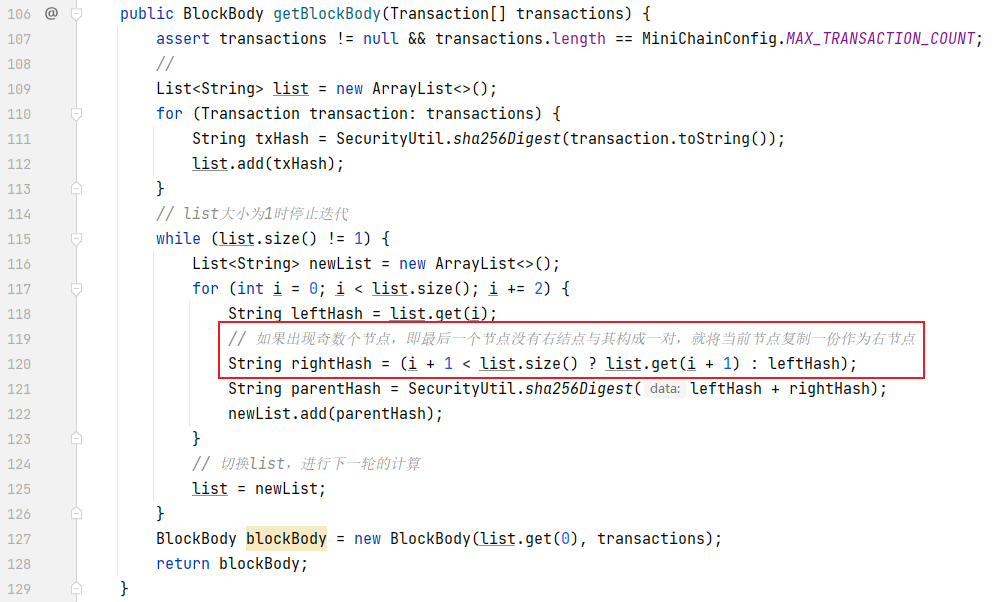 106 @ public BlockBody getBlockBody(Transaction[] transactions) {
107 assert transactions != null && transactions.length == MiniChainConfig.MAX_TRANSACTION_COUNT;
108 //
109 List<String> list = new ArrayList<>();
110 for (Transaction transaction: transactions) {
111 String txHash = SecurityUtil.sha256Digest(transaction.toString());
112 list.add(txHash);
113 }
114 // list大小为1时停止迭代
115 while (list.size() != 1) {
116 List<String> newList = new ArrayList<>();
117 for (int i = 0; i < list.size(); i += 2) {
118 String leftHash = list.get(i);
119 // 如果出现奇数个节点，即最后一个节点没有右结点与其构成一对，就将当前节点复制一份作为右节点
120 String rightHash = (i + 1 < list.size() ? list.get(i + 1) : leftHash);
121 String parentHash = SecurityUtil.sha256Digest( data: leftHash + rightHash);
122 newList.add(parentHash);
123 }
124 // 切换list，进行下一轮的计算
125 list = newList;
126 }
127 BlockBody blockBody = new BlockBody(list.get(0), transactions);
128 return blockBody;
129 }